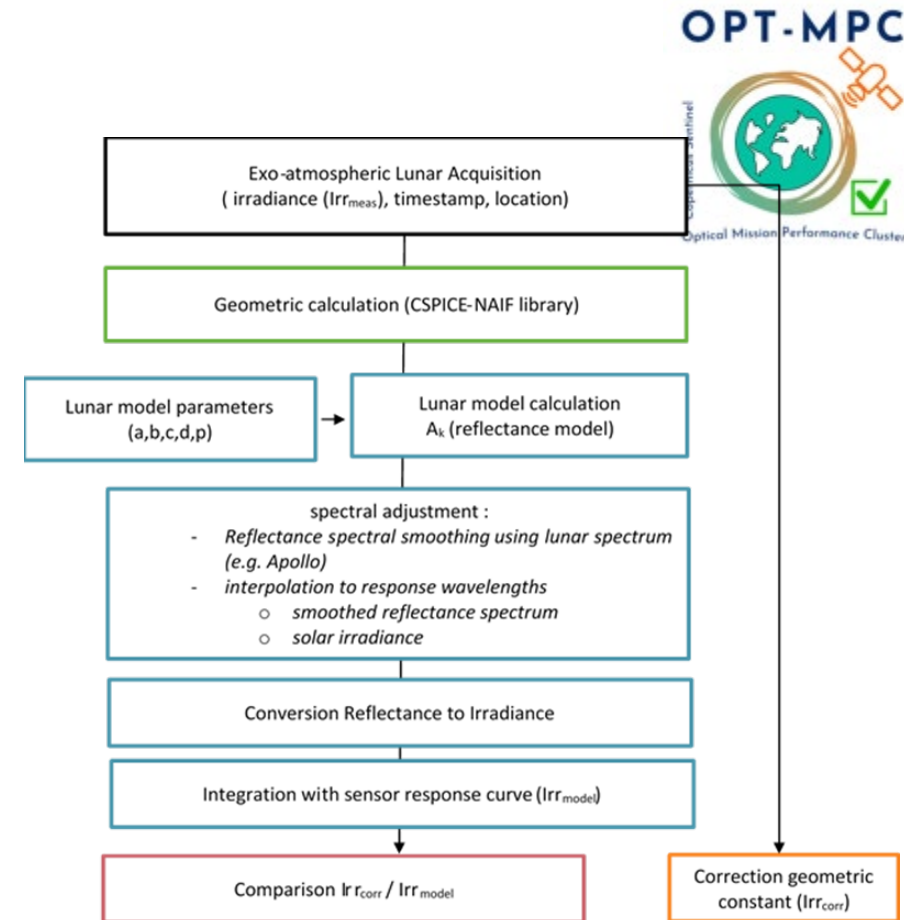 OPT-MPC
Copernicus Sentinel
Optical Mission Performance Cluster
Exo-atmospheric Lunar Acquisition
( irradiance (Irrmeas), timestamp, location)
Geometric calculation (CSPICE-NAIF library)
Lunar model parameters
(a,b,c,d,p)
Lunar model calculation
Ak (reflectance model)
spectral adjustment :
- Reflectance spectral smoothing using lunar spectrum
(e.g. Apollo)
- interpolation to response wavelengths
o smoothed reflectance spectrum
o solar irradiance
Conversion Reflectance to Irradiance
Integration with sensor response curve (Irrmodel)
Comparison Irrcorr / Irrmodel
Correction geometric
constant (Irrcorr)